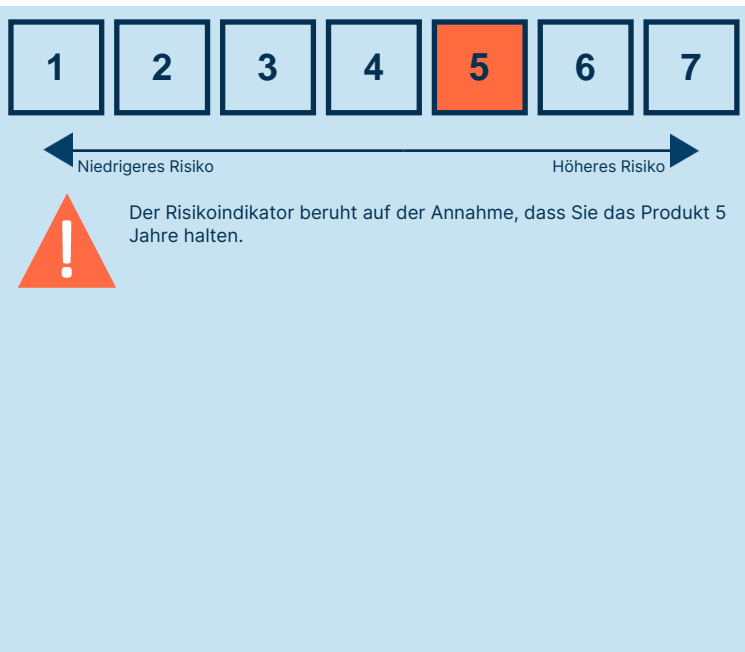 1 2 3 4 5 6 7
Niedrigeres Risiko Höheres Risiko
Der Risikoindikator beruht auf der Annahme, dass Sie das Produkt 5
Jahre halten.